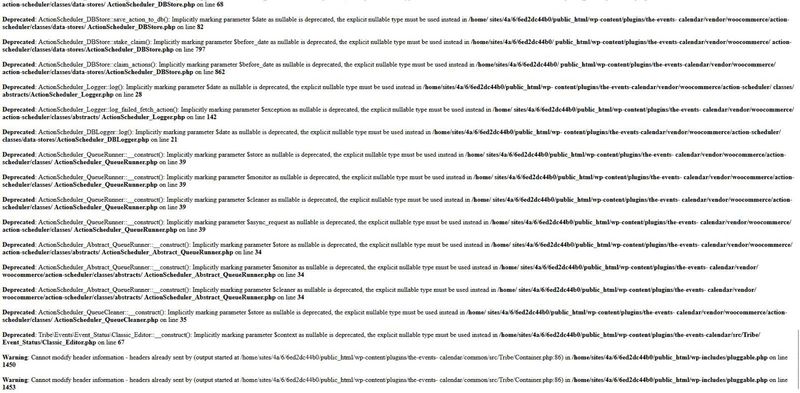 action-scheduler/classes/data-stores/ ActionScheduler_DBStore.php on line 68
Deprecated: ActionScheduler_DBStore::save_action_to_db(): Implicitly marking parameter $date as nullable is deprecated, the explicit nullable type must be used instead in /home/ sites/4a/6/6ed2dc44b0/public_html/wp-content/plugins/the-events- calendar/vendor/woocommerce/action-
scheduler/classes/data-stores/ ActionScheduler_DBStore.php on line 82
Deprecated: ActionScheduler_DBStore::stake_claim(): Implicitly marking parameter $before_date as nullable is deprecated, the explicit nullable type must be used instead in /home/sites/4a/6/6ed2dc44b0/ public_html/wp-content/plugins/the-events-calendar/vendor/woocommerce/ action-
scheduler/classes/data-stores/ActionScheduler_DBStore.php on line 797
Deprecated: ActionScheduler_DBStore::claim_actions(): Implicitly marking parameter $before_date as nullable is deprecated, the explicit nullable type must be used instead in /home/sites/4a/6/6ed2dc44b0/public_html/wp-content/plugins/the-events- calendar/vendor/woocommerce/
/action-scheduler/classes/data-stores/ActionScheduler_DBStore.php on line 862
Deprecated: ActionScheduler_Logger::log(): Implicitly marking parameter $date as nullable is deprecated, the explicit nullable type must be used instead in /home/sites/4a/6/6ed2dc44b0/public_html/wp- content/plugins/the-events-calendar/vendor/woocommerce/action-scheduler/ classes/
abstracts/ActionScheduler_Logger.php on line 28
Deprecated: ActionScheduler_Logger::log_failed_fetch_action(): Implicitly marking parameter $exception as nullable is deprecated, the explicit nullable type must be used instead in /home/ sites/4a/6/6ed2dc44b0/public_html/wp-content/plugins/the-events- calendar/vendor/woocommerce/
action-scheduler/classes/abstracts/ ActionScheduler_Logger.php on line 142
Deprecated: ActionScheduler_DBLogger::log(): Implicitly marking parameter $date as nullable is deprecated, the explicit nullable type must be used instead in /home/sites/4a/6/6ed2dc44b0/public_html/wp- content/plugins/the-events-calendar/vendor/woocommerce/action-scheduler/
classes/data-stores/ActionScheduler_DBLogger.php on line 21
Deprecated: ActionScheduler_QueueRunner::__construct(): Implicitly marking parameter $store as nullable is deprecated, the explicit nullable type must be used instead in /home/ sites/4a/6/6ed2dc44b0/public_html/wp-content/plugins/the-events- calendar/vendor/woocommerce/action-
scheduler/classes/ ActionScheduler_QueueRunner.php on line 39
Deprecated: ActionScheduler_QueueRunner::__construct(): Implicitly marking parameter $monitor as nullable is deprecated, the explicit nullable type must be used instead in /home/ sites/4a/6/6ed2dc44b0/public_html/wp-content/plugins/the-events- calendar/vendor/woocommerce/action-
scheduler/classes/ ActionScheduler_QueueRunner.php on line 39
Deprecated: ActionScheduler_QueueRunner::__construct(): Implicitly marking parameter $cleaner as nullable is deprecated, the explicit nullable type must be used instead in /home/ sites/4a/6/6ed2dc44b0/public_html/wp-content/plugins/the-events- calendar/vendor/woocommerce/action-
scheduler/classes/ ActionScheduler_QueueRunner.php on line 39
Deprecated: ActionScheduler_QueueRunner::__construct(): Implicitly marking parameter $async_request as nullable is deprecated, the explicit nullable type must be used instead in /home/ sites/4a/6/6ed2dc44b0/public_html/wp-content/plugins/the-events- calendar/vendor/woocommerce/
action-scheduler/classes/ ActionScheduler_QueueRunner.php on line 39
Deprecated: ActionScheduler_Abstract_QueueRunner::__construct(): Implicitly marking parameter $store as nullable is deprecated, the explicit nullable type must be used instead in /home/ sites/4a/6/6ed2dc44b0/public_html/wp-content/plugins/the-events- calendar/vendor/woocommerce/
action-scheduler/classes/abstracts/ ActionScheduler_Abstract_QueueRunner.php on line 34
Deprecated: ActionScheduler_Abstract_QueueRunner::__construct(): Implicitly marking parameter $monitor as nullable is deprecated, the explicit nullable type must be used instead in /home/ sites/4a/6/6ed2dc44b0/public_html/wp-content/plugins/the-events- calendar/vendor/
woocommerce/action-scheduler/classes/abstracts/ ActionScheduler_Abstract_QueueRunner.php on line 34
Deprecated: ActionScheduler_Abstract_QueueRunner::__construct(): Implicitly marking parameter $cleaner as nullable is deprecated, the explicit nullable type must be used instead in /home/ sites/4a/6/6ed2dc44b0/public_html/wp-content/plugins/the-events- calendar/vendor/
woocommerce/action-scheduler/classes/abstracts/ ActionScheduler_Abstract_QueueRunner.php on line 34
Deprecated: ActionScheduler_QueueCleaner::__construct(): Implicitly marking parameter $store as nullable is deprecated, the explicit nullable type must be used instead in /home/ sites/4a/6/6ed2dc44b0/public_html/wp-content/plugins/the-events- calendar/vendor/woocommerce/action-
scheduler/classes/ ActionScheduler_QueueCleaner.php on line 35
Deprecated: Tribe\Events\Event_Status\Classic_Editor::__construct(): Implicitly marking parameter $context as nullable is deprecated, the explicit nullable type must be used instead in /home/ sites/4a/6/6ed2dc44b0/public_html/wp-content/plugins/the-events- calendar/src/Tribe/
Event_Status/Classic_Editor.php on line 67
Warning: Cannot modify header information - headers already sent by (output started at /home/sites/4a/6/6ed2dc44b0/public_html/wp-content/plugins/the-events- calendar/common/src/Tribe/Container.php:86) in /home/sites/4a/6/6ed2dc44b0/public_html/wp-includes/pluggable.php on line
1450
Warning: Cannot modify header information - headers already sent by (output started at /home/sites/4a/6/6ed2dc44b0/public_html/wp-content/plugins/the-events- calendar/common/src/Tribe/Container.php:86) in /home/sites/4a/6/6ed2dc44b0/public_html/wp-includes/pluggable.php on line
1453